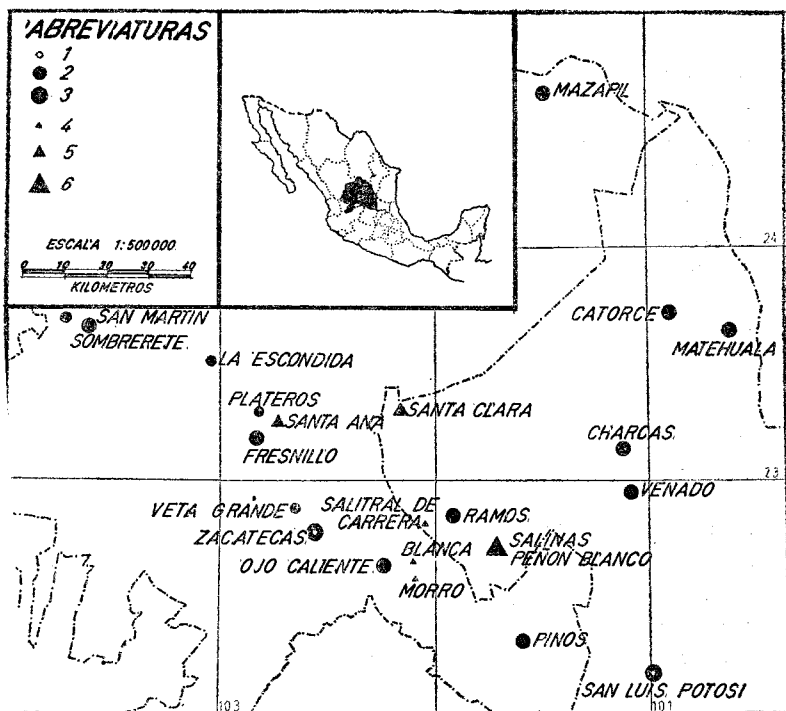 'ABREVIATURAS
1
2
3
4
5
6
ESCALA 1:500000
0 10 20 30 40
KILOMETROS
MAZAPIL
24
SAN MARTIN
SOMBRERETE
LA ESCONDIDA
CATORCE
MATEHUALA
PLATEROS
SANTA ANA
SANTA CLARA
FRESNILLO
CHARCAS
23
VENADO
VETA GRANDE
SALITRAL DE
CARRERA
RAMOS
ZACATECAS
SALINAS
PEÑON BLANCO
BLANCA
OJO CALIENTE
MORRO
PINOS
SAN LUIS POTOSI
103
101